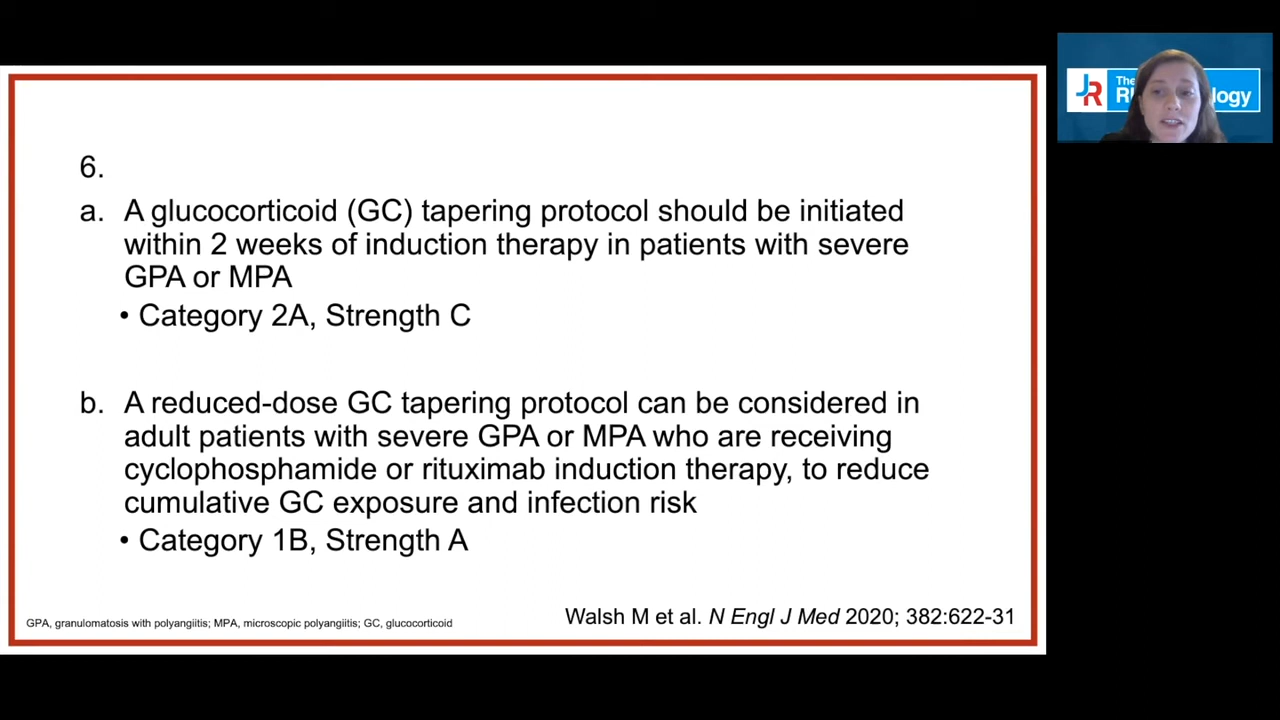 6.
a. A glucocorticoid (GC) tapering protocol should be initiated
within 2 weeks of induction therapy in patients with severe
GPA or MPA
• Category 2A, Strength C
b. A reduced-dose GC tapering protocol can be considered in
adult patients with severe GPA or MPA who are receiving
cyclophosphamide or rituximab induction therapy, to reduce
cumulative GC exposure and infection risk
• Category 1B, Strength A
GPA, granulomatosis with polyangiitis; MPA, microscopic polyangiitis; GC, glucocorticoid
Walsh M et al. N Engl J Med 2020; 382:622-31
JR
The